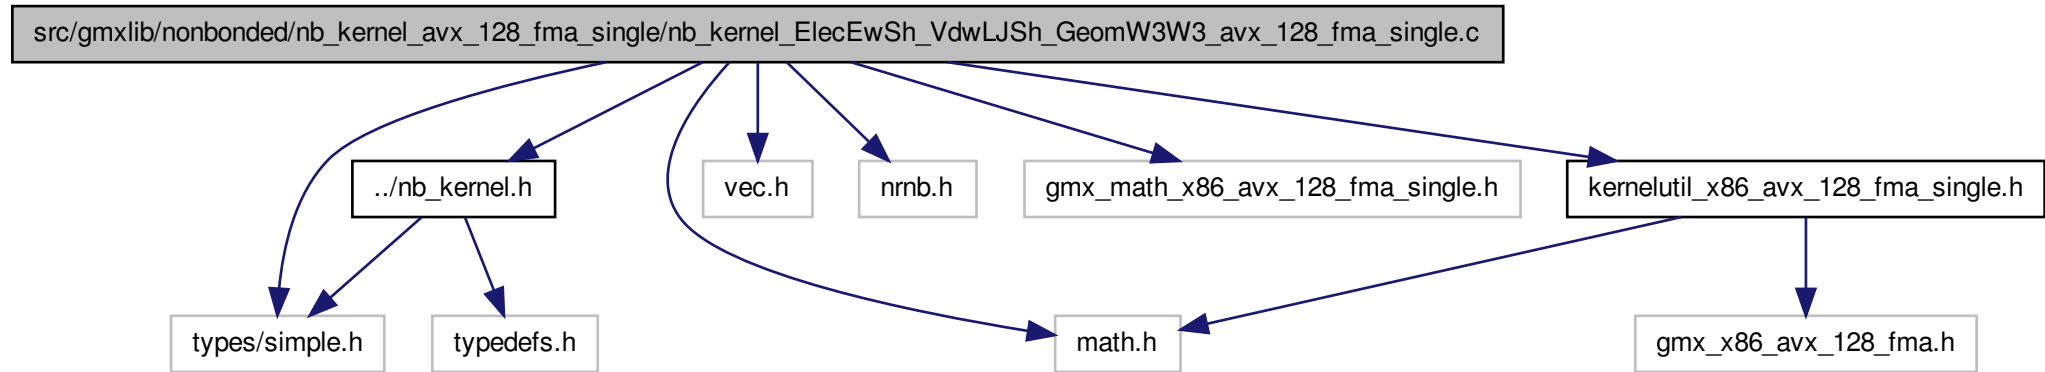 src/gmxlib/nonbonded/nb_kernel_avx_128_fma_single/nb_kernel_ElecEwSh_VdwLJSh_GeomW3W3_avx_128_fma_single.c
../nb_kernel.h
vec.h
nrnb.h
gmx_math_x86_avx_128_fma_single.h
kernelutil_x86_avx_128_fma_single.h
types/simple.h
typedefs.h
math.h
gmx_x86_avx_128_fma.h